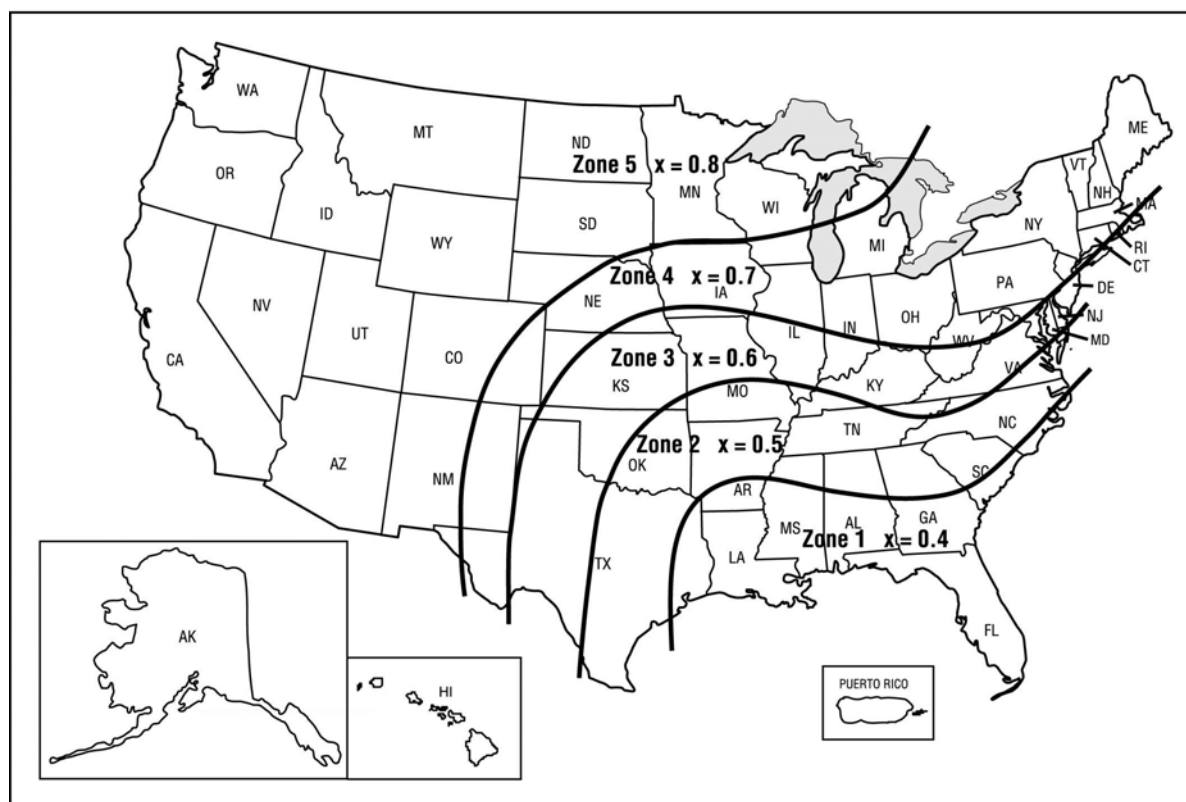 WA
MT
ND
ME
OR
Zone 5 x = 0.8
MN
VT
NH
ID
WI
MA
SD
NY
WY
MI
RI
CT
Zone 4 x = 0.7
PA
NE
IA
DE
NV
OH
NJ
UT
IL
IN
WV
MD
CA
CO
Zone 3 x = 0.6
VA
KS
MO
KY
NC
TN
Zone 2 x = 0.5
OK
AZ
NM
SC
AR
MS
AL
GA
Zone 1 x = 0.4
LA
TX
AK
FL
HI
PUERTO RICO